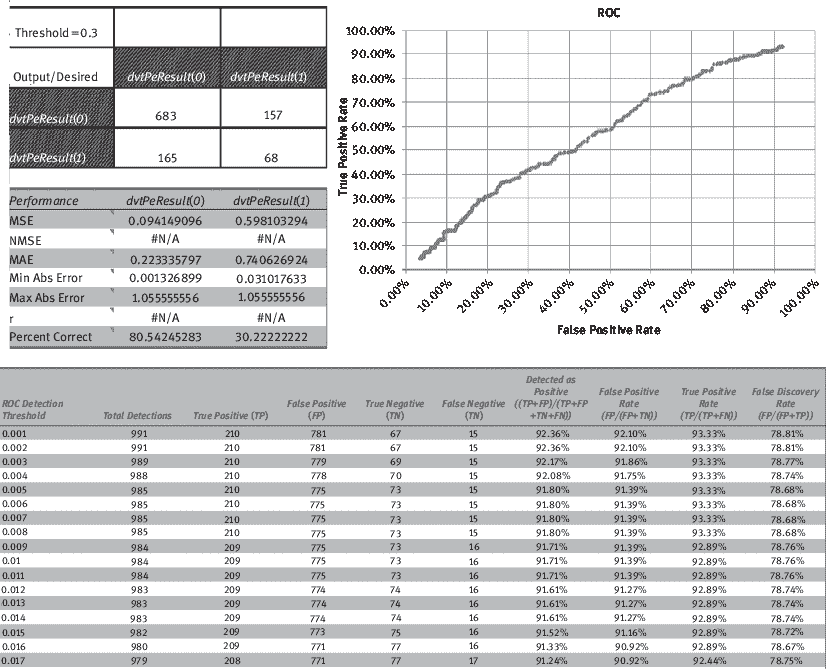 Threshold=0.3
Output/Desired dvtPeResult(0) dvtPeResult(1)
dvtPeResult(0) 683 157
dvtPeResult(1) 165 68
Performance dvtPeResult(0) dvtPeResult(1)
MSE 0.094149096 0.598103294
NMSE #N/A #N/A
MAE 0.223335797 0.740626924
Min Abs Error 0.001326899 0.031017633
Max Abs Error 1.055555556 1.055555556
r #N/A #N/A
Percent Correct 80.54245283 30.22222222
ROC
True Positive Rate
100.00%
90.00%
80.00%
70.00%
60.00%
50.00%
40.00%
30.00%
20.00%
10.00%
0.00%
0.00% 10.00% 20.00% 30.00% 40.00% 50.00% 60.00% 70.00% 80.00% 90.00% 100.00%
False Positive Rate
Detected as
ROC Detection False Positive True Negative False Negative Positive False Positive True Positive False Discovery
Threshold Total Detections True Positive (TP) (FP) (TN) (TN) ((TP+FP)/(TP+FP Rate Rate Rate
+TN+FN)) (FP/(FP+TN)) (TP/(TP+FN)) (FP/(FP+TP))
0.001 991 210 781 67 15 92.36% 92.10% 93.33% 78.81%
0.002 991 210 781 67 15 92.36% 92.10% 93.33% 78.81%
0.003 989 210 779 69 15 92.17% 91.86% 93.33% 78.77%
0.004 988 210 778 70 15 92.08% 91.75% 93.33% 78.74%
0.005 985 210 775 73 15 91.80% 91.39% 93.33% 78.68%
0.006 985 210 775 73 15 91.80% 91.39% 93.33% 78.68%
0.007 985 210 775 73 15 91.80% 91.39% 93.33% 78.68%
0.008 985 210 775 73 15 91.80% 91.39% 93.33% 78.68%
0.009 984 209 775 73 16 91.71% 91.39% 92.89% 78.76%
0.01 984 209 775 73 16 91.71% 91.39% 92.89% 78.76%
0.011 984 209 775 73 16 91.71% 91.39% 92.89% 78.76%
0.012 983 209 774 74 16 91.61% 91.27% 92.89% 78.74%
0.013 983 209 774 74 16 91.61% 91.27% 92.89% 78.74%
0.014 983 209 774 74 16 91.61% 91.27% 92.89% 78.74%
0.015 982 209 773 75 16 91.52% 91.16% 92.89% 78.72%
0.016 980 209 771 77 16 91.33% 90.92% 92.89% 78.67%
0.017 979 208 771 77 17 91.24% 90.92% 92.44% 78.75%